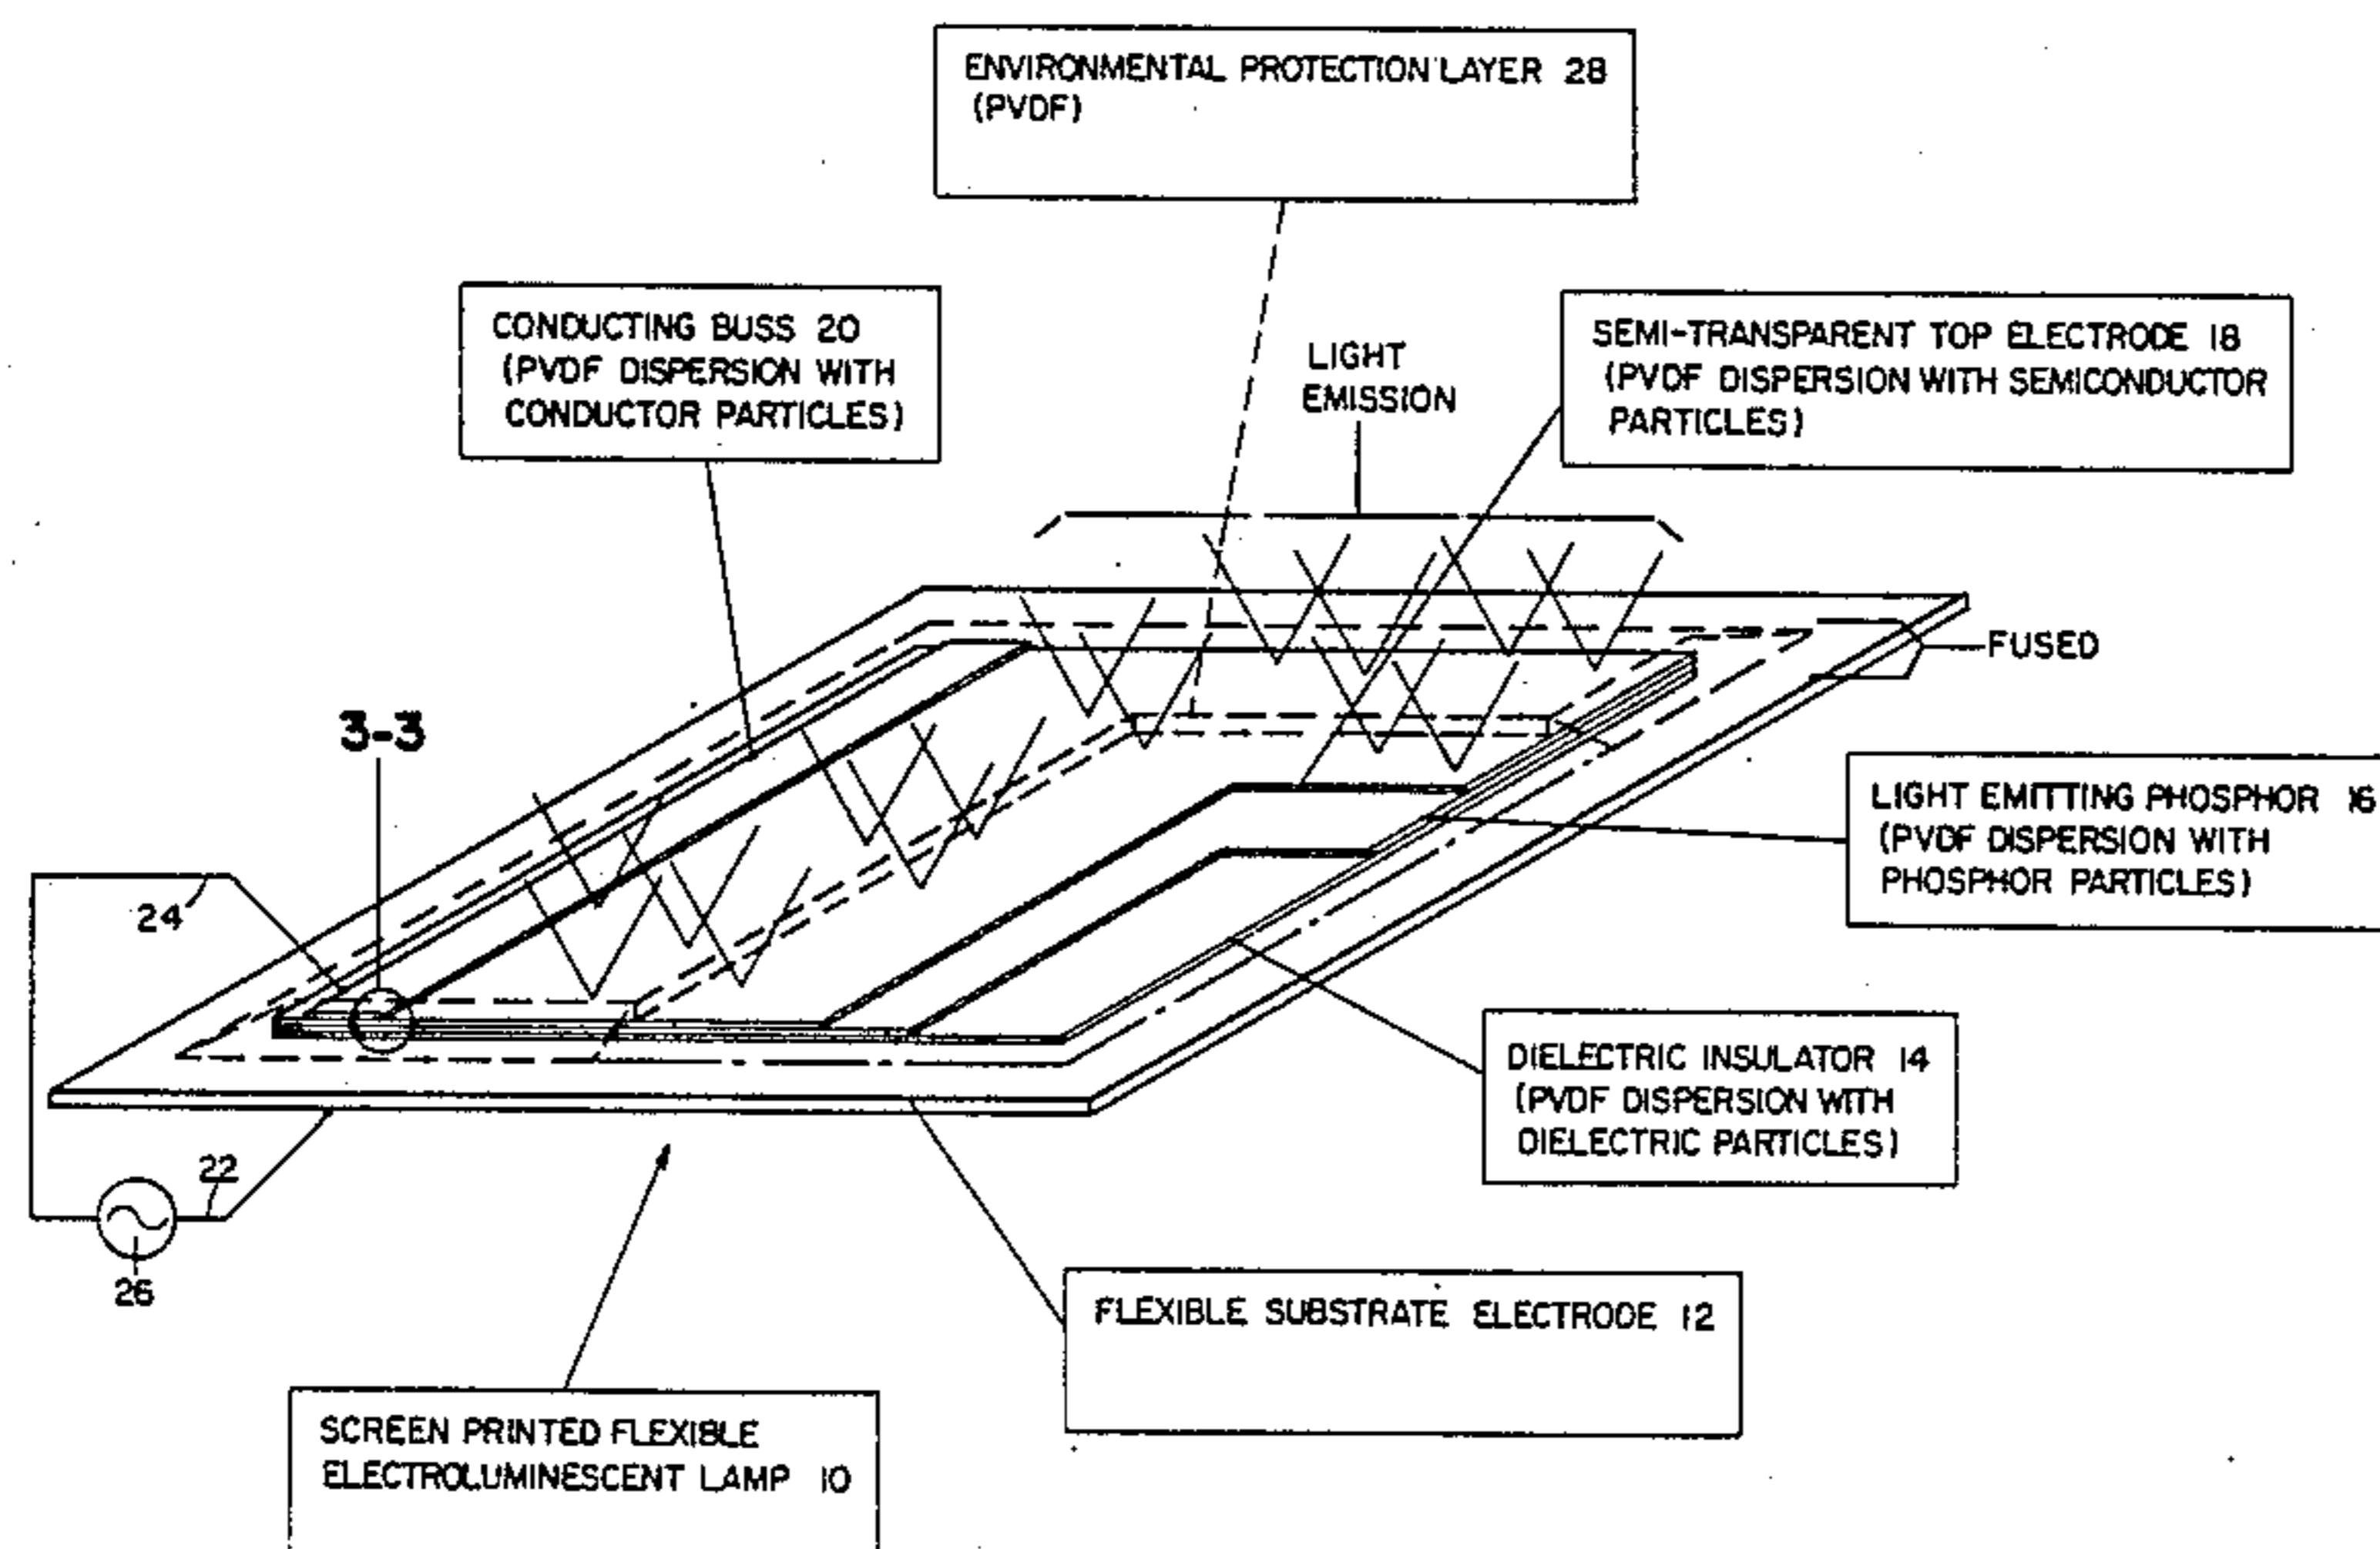 ENVIRONMENTAL PROTECTION LAYER 28
(PVDF)
CONDUCTING BUSS 20
(PVDF DISPERSION WITH
CONDUCTOR PARTICLES)
LIGHT
EMISSION
SEMI-TRANSPARENT TOP ELECTRODE 18
(PVDF DISPERSION WITH SEMICONDUCTOR
PARTICLES)
FUSED
3-3
LIGHT EMITTING PHOSPHOR 16
(PVDF DISPERSION WITH
PHOSPHOR PARTICLES)
24
DIELECTRIC INSULATOR 14
(PVDF DISPERSION WITH
DIELECTRIC PARTICLES)
22
26
FLEXIBLE SUBSTRATE ELECTRODE 12
SCREEN PRINTED FLEXIBLE
ELECTROLUMINESCENT LAMP 10